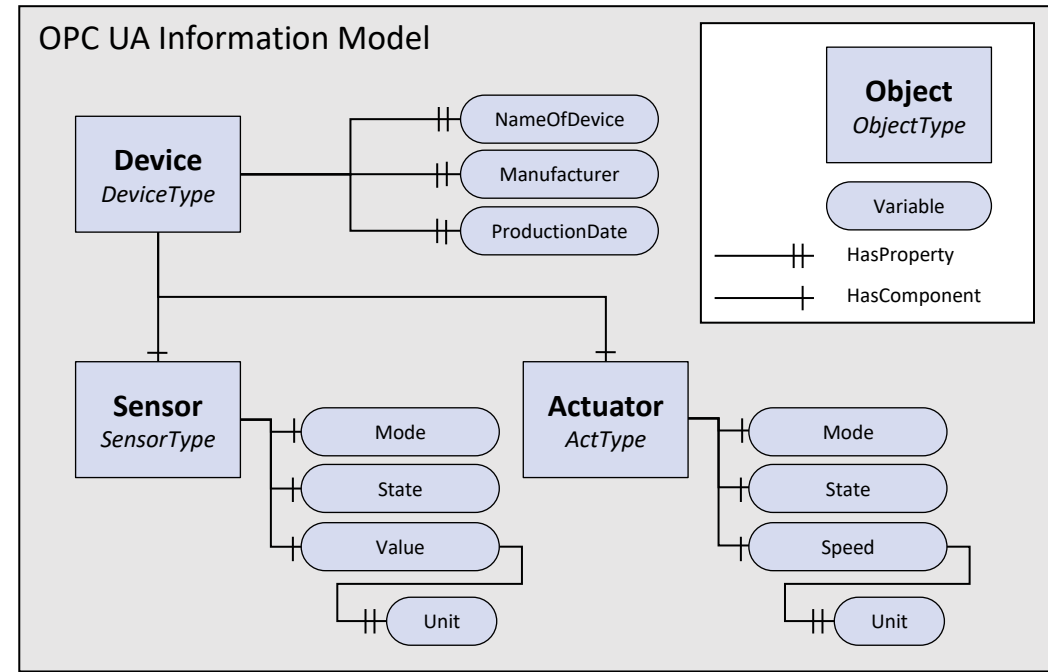 OPC UA Information Model
Object
ObjectType
Variable
HasProperty
HasComponent
Device
DeviceType
NameOfDevice
Manufacturer
ProductionDate
Sensor
SensorType
Mode
State
Value
Unit
Actuator
ActType
Mode
State
Speed
Unit